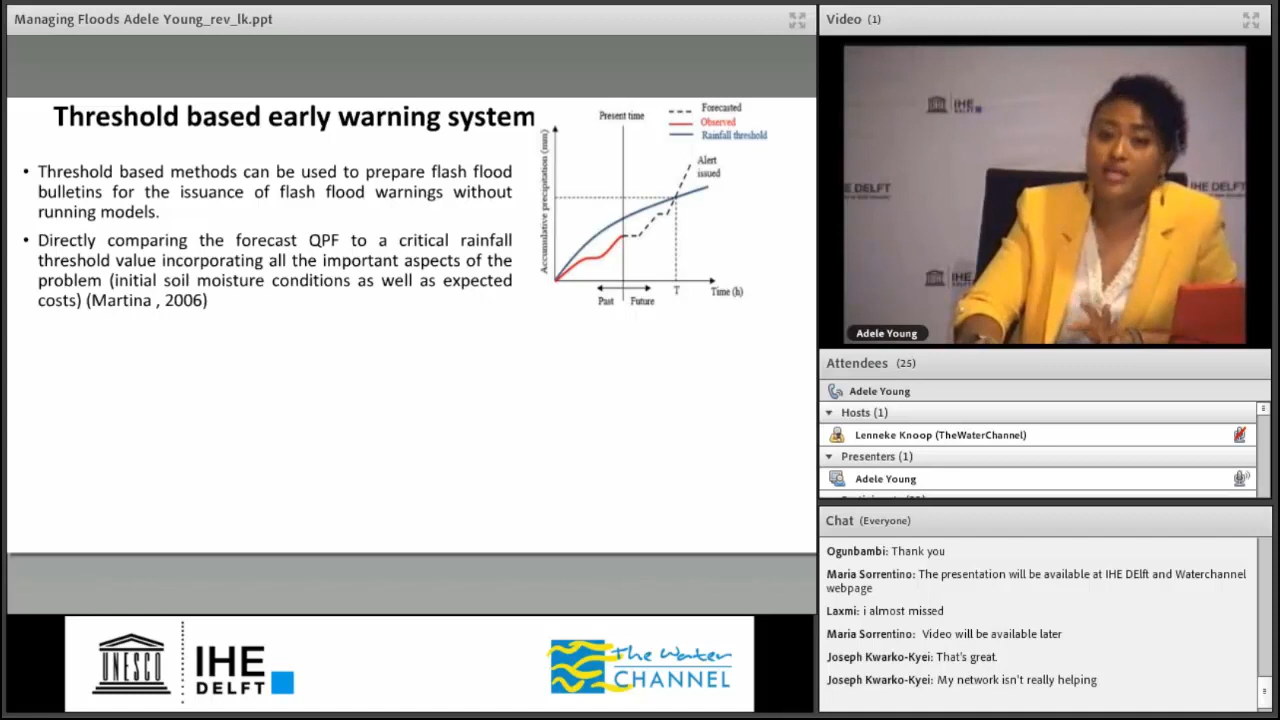 Managing Floods Adele Young_rev_lk.ppt
Threshold based early warning system
• Threshold based methods can be used to prepare flash flood
bulletins for the issuance of flash flood warnings without
running models.
• Directly comparing the forecast QPF to a critical rainfall
threshold value incorporating all the important aspects of the
problem (initial soil moisture conditions as well as expected
costs) (Martina , 2006)
Present time
Forecasted
Observed
Rainfall threshold
Alert
issued
Accumulative precipitation (mm)
Past
Future
T
Time (h)
UNESCO
IHE
DELFT
The Water
CHANNEL
Video (1)
IHE
IHE DELFT
IHE DELFT
IHE
Adele Young
Attendees (25)
Adele Young
Hosts (1)
Lenneke Knoop (TheWaterChannel)
Presenters (1)
Adele Young
Chat (Everyone)
Ogunbambi: Thank you
Maria Sorrentino: The presentation will be available at IHE DElft and Waterchannel
webpage
Laxmi: i almost missed
Maria Sorrentino: Video will be available later
Joseph Kwarko-Kyei: That's great.
Joseph Kwarko-Kyei: My network isn't really helping